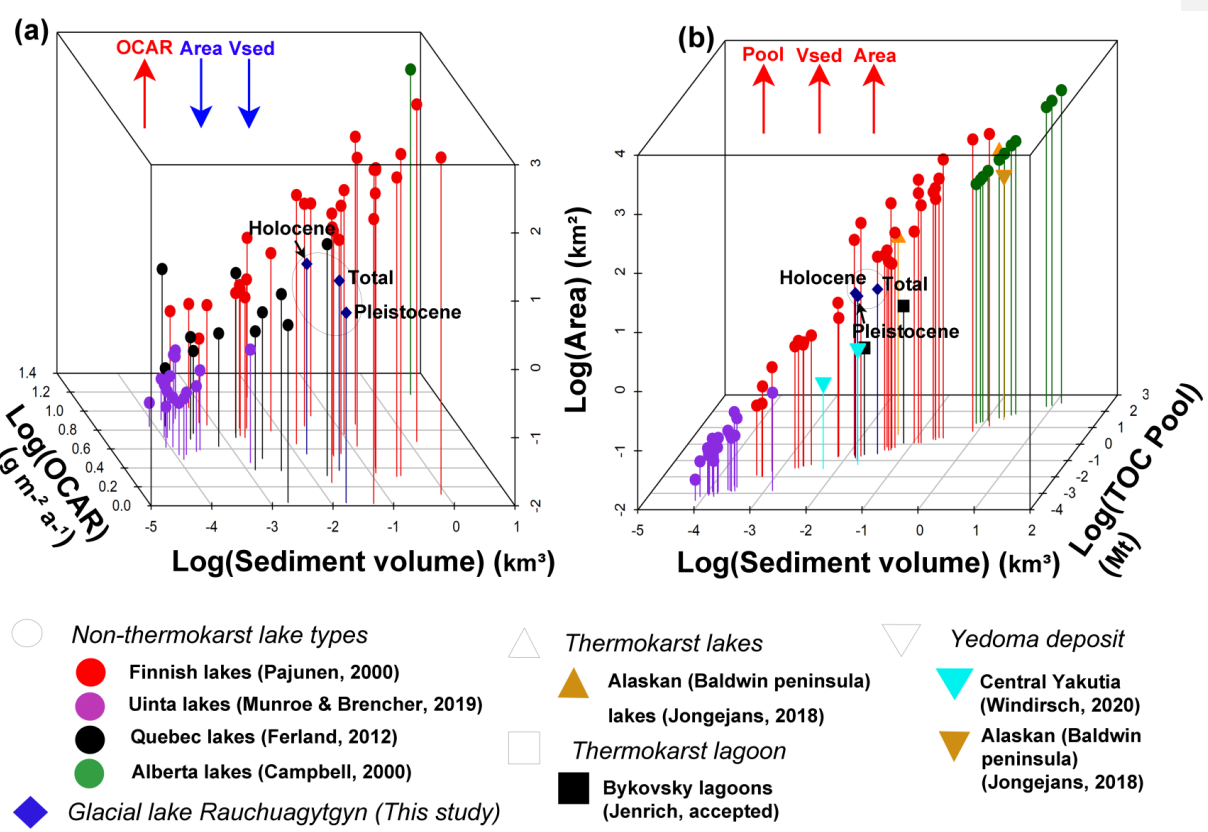 (a)
OCAR Area Vsed
Holocene
Total
Pleistocene
3
2
1
0
-1
-2
1.4
1.2
1.0
0.8
0.6
0.4
0.2
0.0
Log(OCAR)
(g m-² a-¹)
-5 -4 -3 -2 -1 0 1
Log(Sediment volume) (km³)
(b)
Pool Vsed Area
Log(Area) (km²)
4
3
2
1
0
-1
-2
Holocene
Total
Pleistocene
3
2
1
0
-1
-2
-3
-4
Log(TOC Pool)
(Mt)
-5 -4 -3 -2 -1 0 1 2
Log(Sediment volume) (km³)
Non-thermokarst lake types
Finnish lakes (Pajunen, 2000)
Uinta lakes (Munroe & Brencher, 2019)
Quebec lakes (Ferland, 2012)
Alberta lakes (Campbell, 2000)
Glacial lake Rauchuagytgyn (This study)
Thermokarst lakes
Alaskan (Baldwin peninsula)
lakes (Jongejans, 2018)
Thermokarst lagoon
Bykovsky lagoons
(Jenrich, accepted)
Yedoma deposit
Central Yakutia
(Windirsch, 2020)
Alaskan (Baldwin
peninsula)
(Jongejans, 2018)